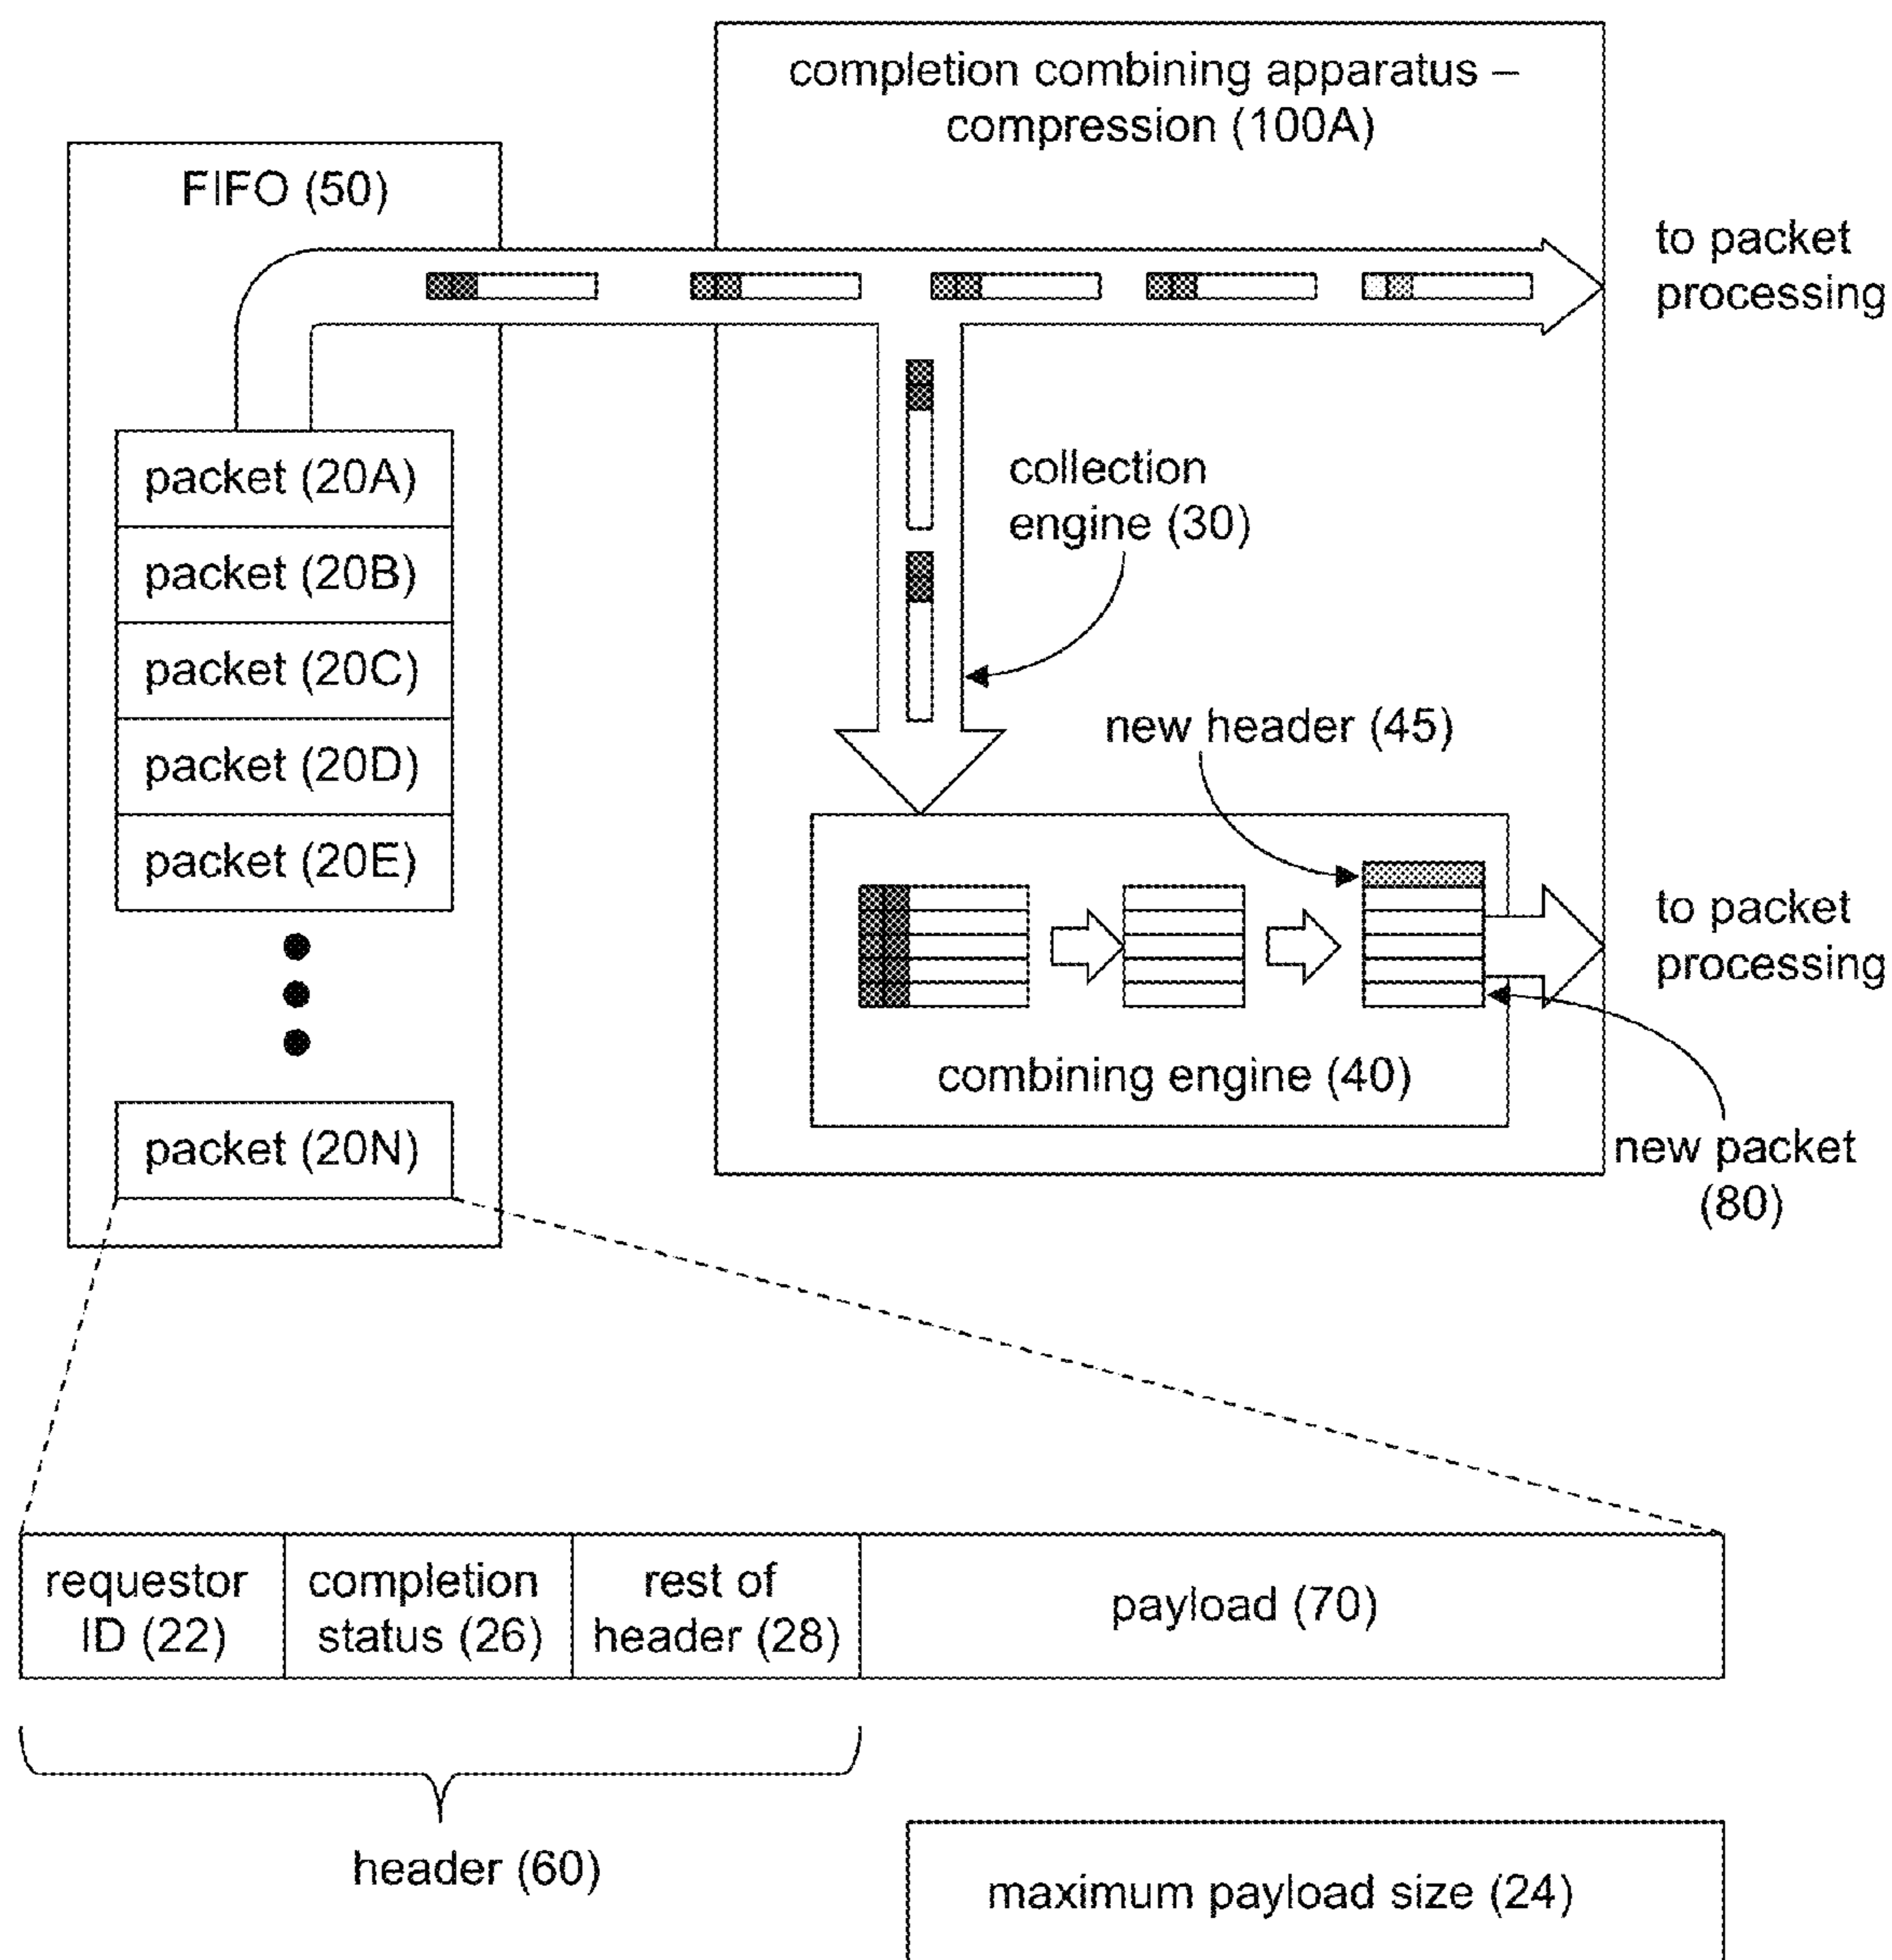 completion combining apparatus –
compression (100A)
FIFO (50)
to packet
processing
packet (20A)
packet (20B)
packet (20C)
packet (20D)
packet (20E)
packet (20N)
collection
engine (30)
new header (45)
to packet
processing
combining engine (40)
new packet
(80)
requestor
ID (22)
completion
status (26)
rest of
header (28)
payload (70)
header (60)
maximum payload size (24)